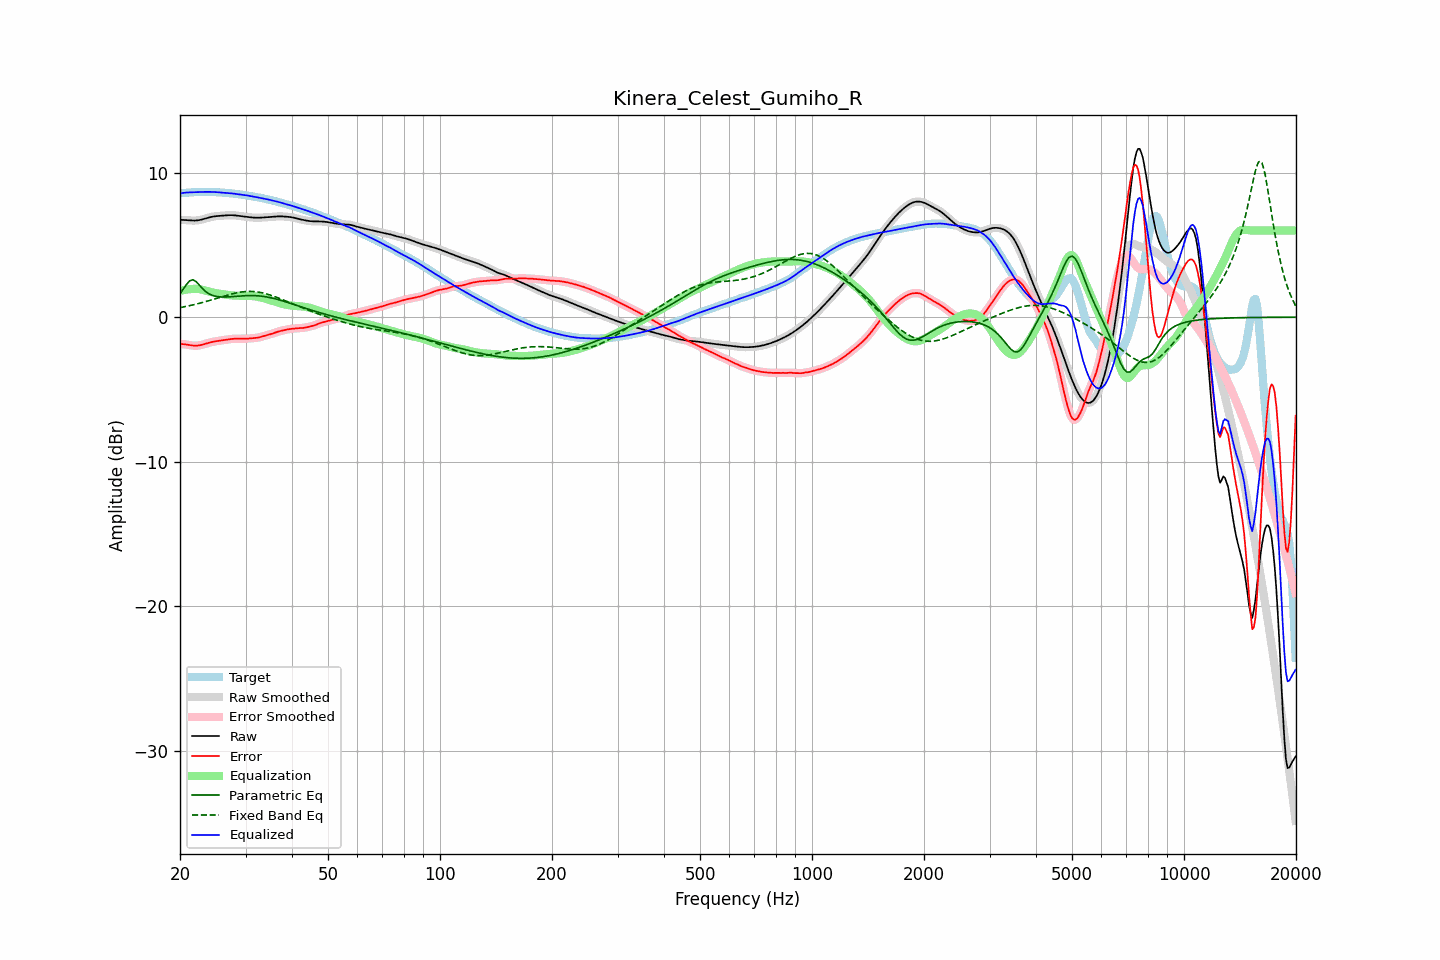 Kinera_Celest_Gumiho_R
Amplitude (dBr)
10
0
−10
−20
−30
Target
Raw Smoothed
Error Smoothed
Raw
Error
Equalization
Parametric Eq
Fixed Band Eq
Equalized
20 50 100 200 500 1000 2000 5000 10000 20000
Frequency (Hz)